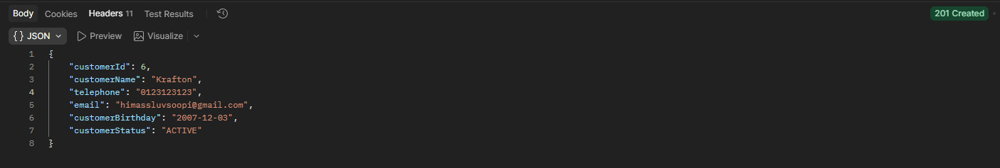 Body Cookies Headers 11 Test Results 201 Created
{} JSON Preview Visualize
1 {
2 "customerId": 6,
3 "customerName": "Krafton",
4 "telephone": "0123123123",
5 "email": "himassluvsoopi@gmail.com",
6 "customerBirthday": "2007-12-03",
7 "customerStatus": "ACTIVE"
8 }